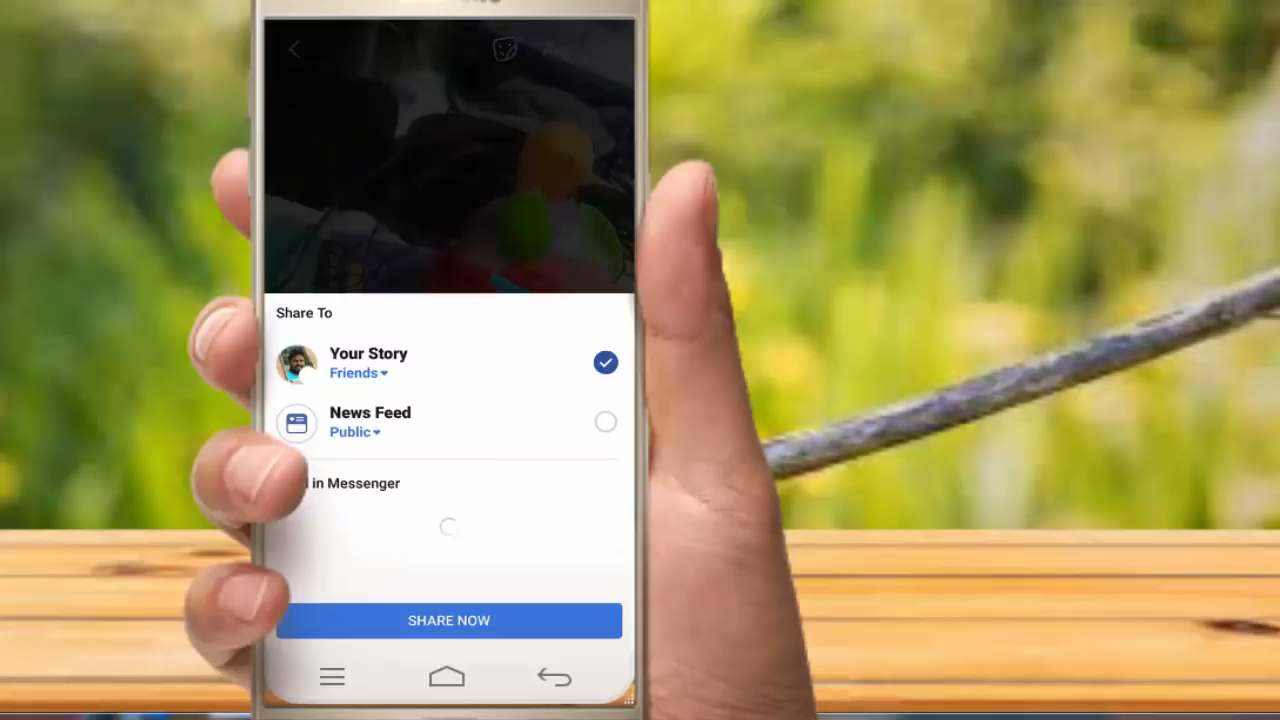 Share To
Your Story
Friends
News Feed
Public
in Messenger
SHARE NOW